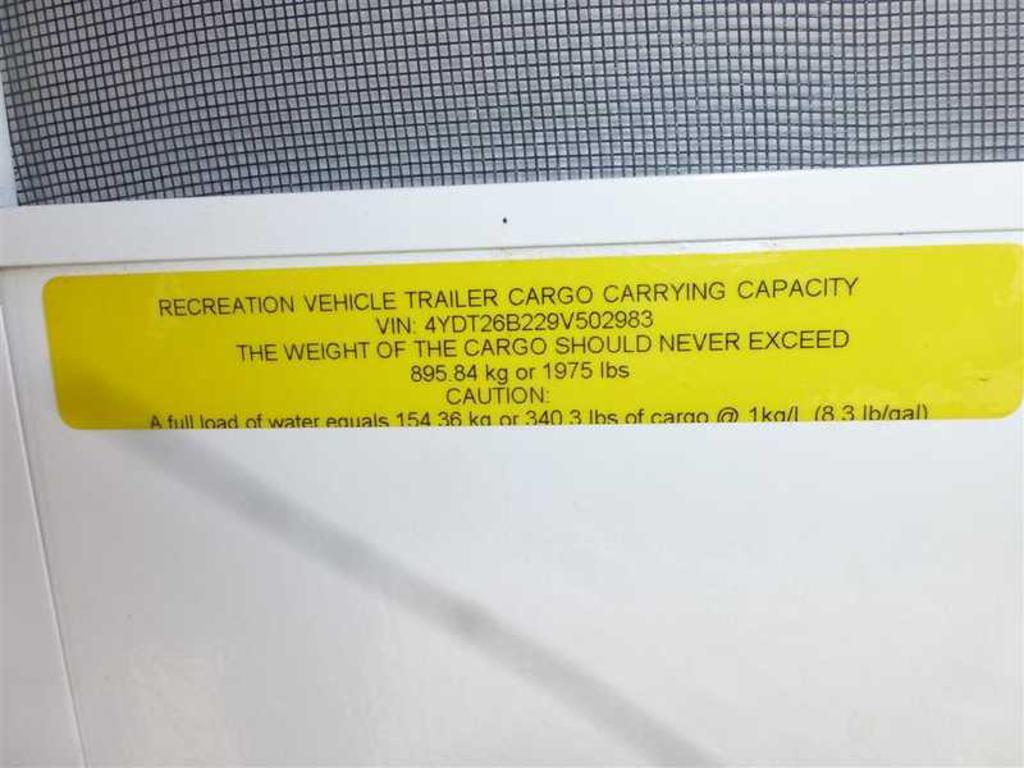 RECREATION VEHICLE TRAILER CARGO CARRYING CAPACITY
VIN: 4YDT26B229V502983
THE WEIGHT OF THE CARGO SHOULD NEVER EXCEED
895.84 kg or 1975 lbs
CAUTION:
A full load of water equals 154.36 kg or 340.3 lbs of cargo @ 1kg/L (8.3 lb/gal)